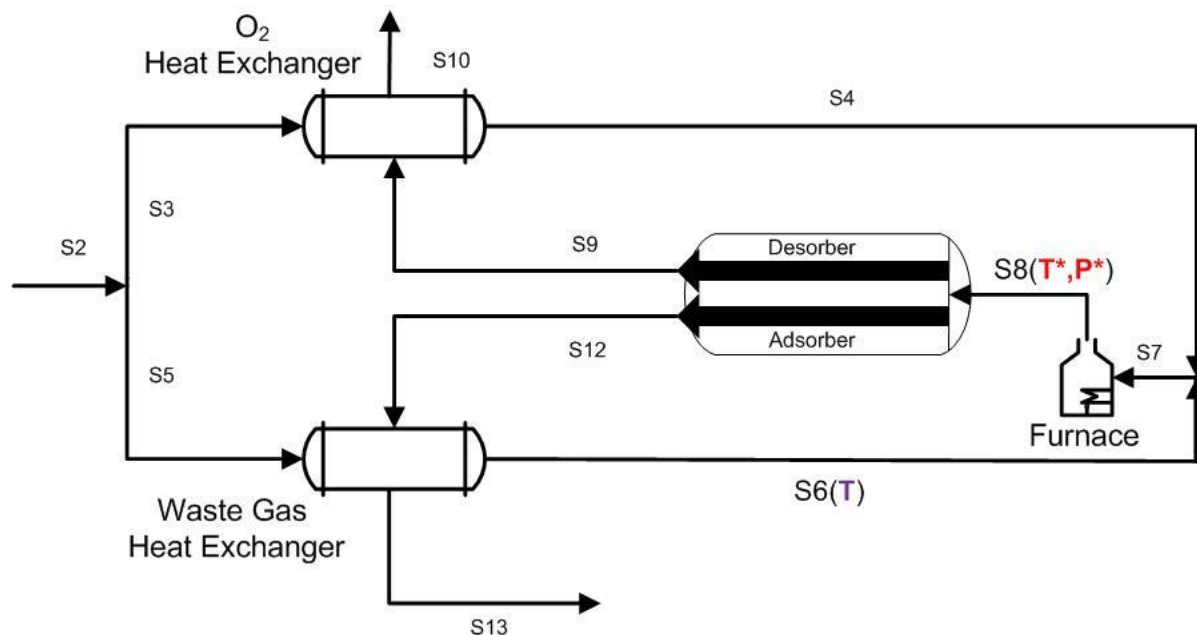 O₂
Heat Exchanger
S10
S4
S3
S2
S9
Desorber
S8(T*,P*)
Adsorber
S12
S7
S5
Furnace
S6(T)
Waste Gas
Heat Exchanger
S13